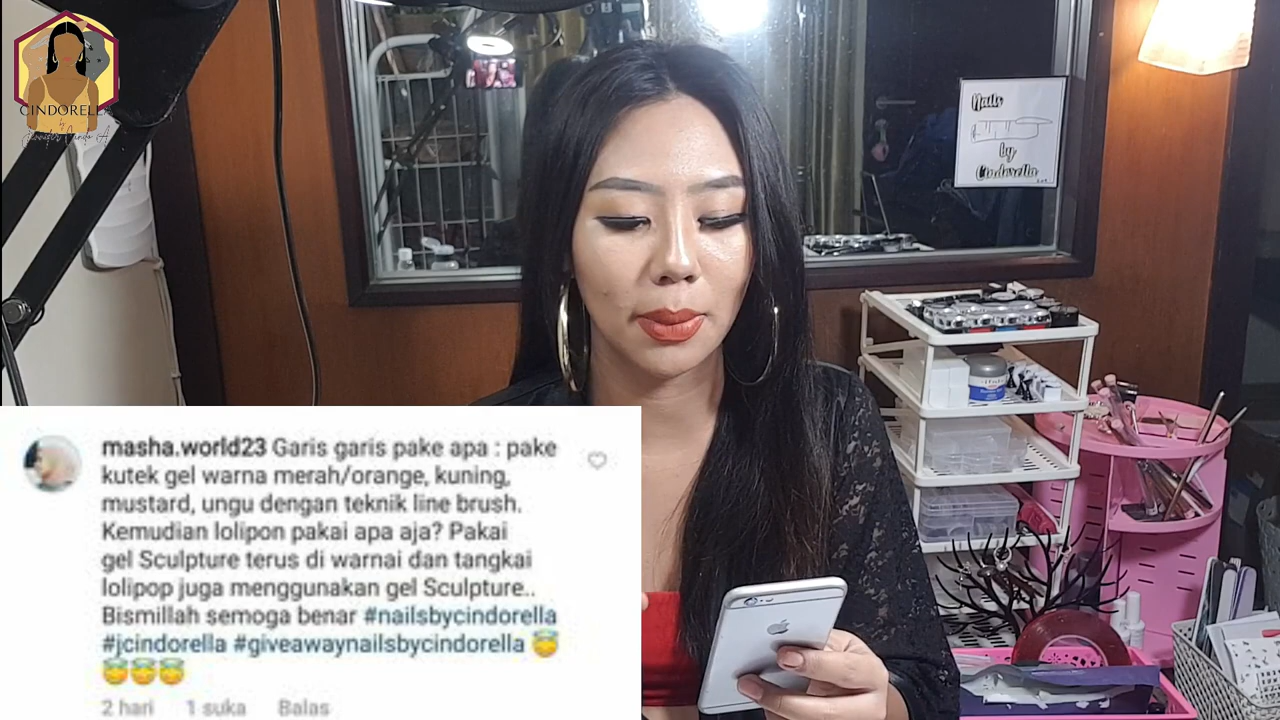 CINDORELLA
by
Nails
by
Cindorella
masha.world23 Garis garis pake apa : pake
kutek gel warna merah/orange, kuning,
mustard, ungu dengan teknik line brush.
Kemudian lolipon pakai apa aja? Pakai
gel Sculpture terus di warnai dan tangkai
lolipop juga menggunakan gel Sculpture..
Bismillah semoga benar #nailsbycindorella
#jcindorella #giveawaynailsbycindorella 😇
😇😇😇
2 hari 1 suka Balas